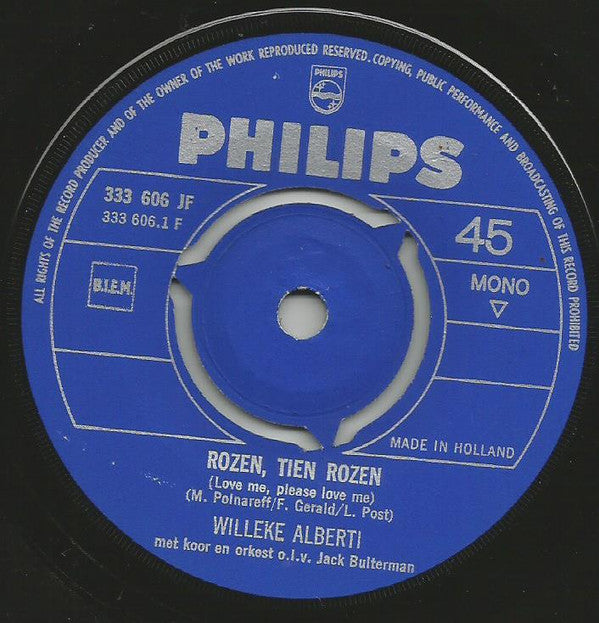 ALL RIGHTS OF THE RECORD PRODUCER AND OF THE OWNER OF THE WORK REPRODUCED RESERVED. COPYING, PUBLIC PERFORMANCE AND BROADCASTING OF THIS RECORD PROHIBITED
PHILIPS
PHILIPS
333 606 JF
333 606.1 F
45
B.I.E.M.
MONO
MADE IN HOLLAND
ROZEN, TIEN ROZEN
(Love me, please love me)
(M. Polnareff/F. Gerald/L. Post)
WILLEKE ALBERTI
met koor en orkest o.l.v. Jack Bulterman